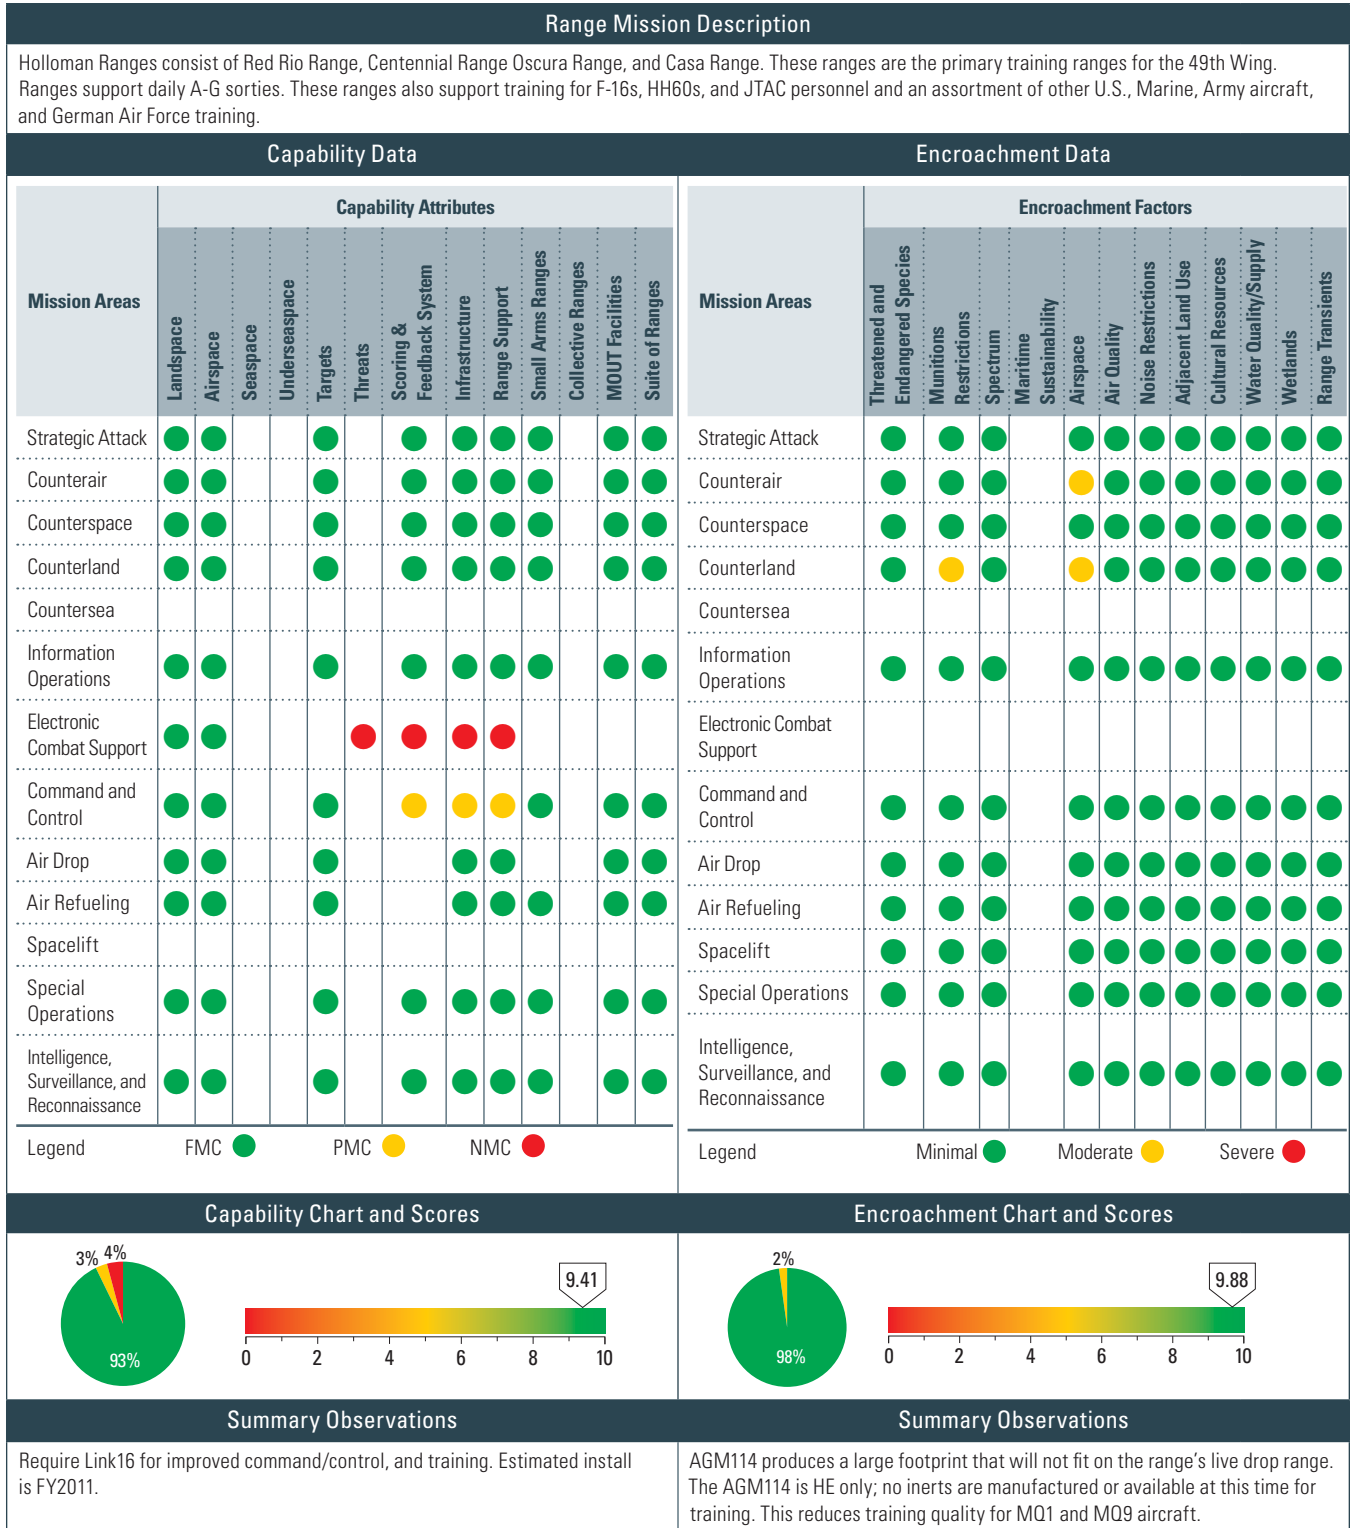 Range Mission Description
Holloman Ranges consist of Red Rio Range, Centennial Range Oscura Range, and Casa Range. These ranges are the primary training ranges for the 49th Wing.
Ranges support daily A-G sorties. These ranges also support training for F-16s, HH60s, and JTAC personnel and an assortment of other U.S., Marine, Army aircraft,
and German Air Force training.
Capability Data
Mission Areas
Capability Attributes
Landspace
Airspace
Seaspace
Underseaspace
Targets
Threats
Scoring &
Feedback System
Infrastructure
Range Support
Small Arms Ranges
Collective Ranges
MOUT Facilities
Suite of Ranges
Strategic Attack
Counterair
Counterspace
Counterland
Countersea
Information
Operations
Electronic
Combat Support
Command and
Control
Air Drop
Air Refueling
Spacelift
Special
Operations
Intelligence,
Surveillance, and
Reconnaissance
Legend
FMC
PMC
NMC
Encroachment Data
Mission Areas
Encroachment Factors
Threatened and
Endangered Species
Munitions
Restrictions
Spectrum
Maritime
Sustainability
Airspace
Air Quality
Noise Restrictions
Adjacent Land Use
Cultural Resources
Water Quality/Supply
Wetlands
Range Transients
Strategic Attack
Counterair
Counterspace
Counterland
Countersea
Information
Operations
Electronic Combat
Support
Command and
Control
Air Drop
Air Refueling
Spacelift
Special Operations
Intelligence,
Surveillance, and
Reconnaissance
Legend
Minimal
Moderate
Severe
Capability Chart and Scores
3%
4%
93%
9.41
0 2 4 6 8 10
Encroachment Chart and Scores
2%
98%
9.88
0 2 4 6 8 10
Summary Observations
Require Link16 for improved command/control, and training. Estimated install
is FY2011.
Summary Observations
AGM114 produces a large footprint that will not fit on the range's live drop range.
The AGM114 is HE only; no inerts are manufactured or available at this time for
training. This reduces training quality for MQ1 and MQ9 aircraft.